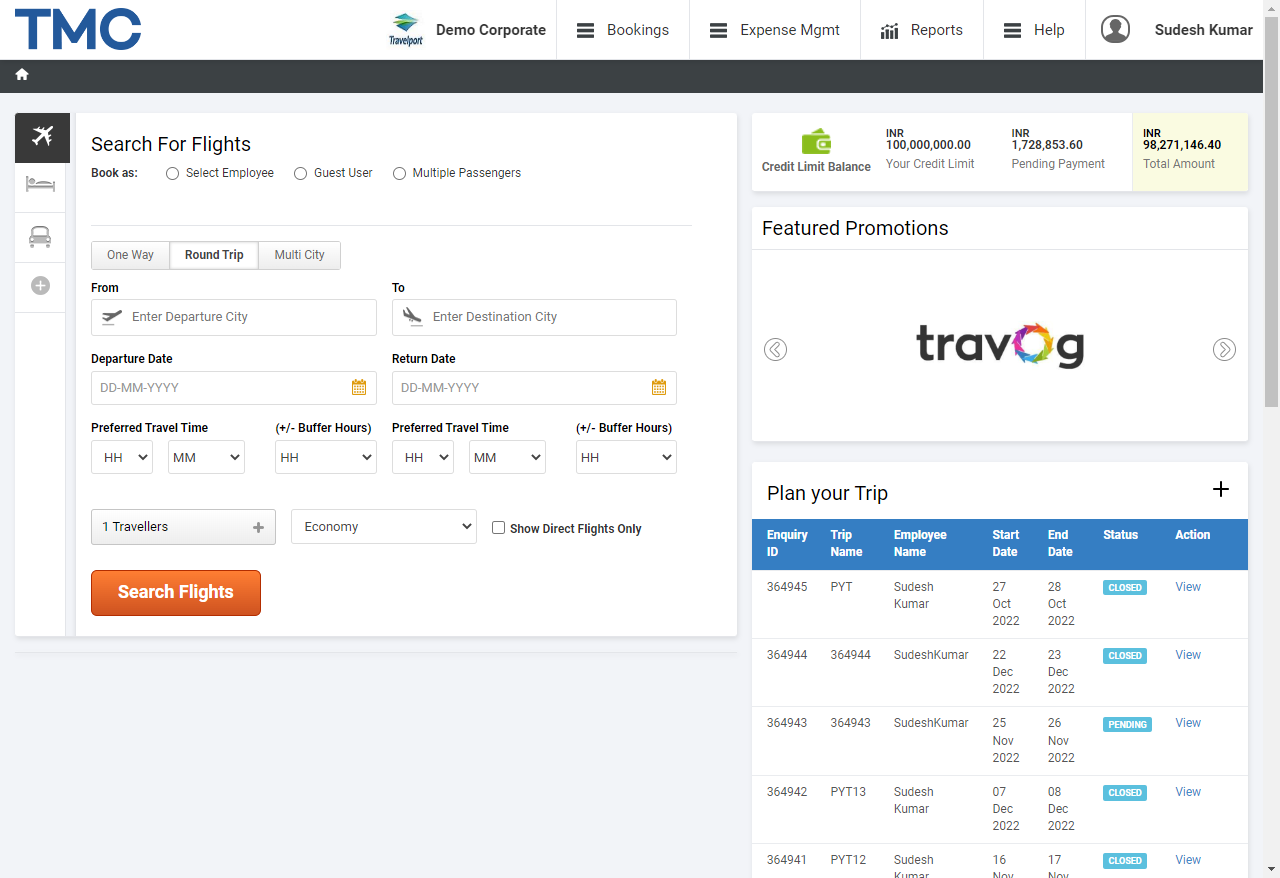 TMC
Travelport
Demo Corporate
Bookings
Expense Mgmt
Reports
Help
Sudesh Kumar
Search For Flights
Book as:
Select Employee
Guest User
Multiple Passengers
One Way
Round Trip
Multi City
From
To
Enter Departure City
Enter Destination City
Departure Date
Return Date
DD-MM-YYYY
DD-MM-YYYY
Preferred Travel Time
(+/- Buffer Hours)
Preferred Travel Time
(+/- Buffer Hours)
HH
MM
HH
HH
MM
HH
1 Travellers
Economy
Show Direct Flights Only
Search Flights
Credit Limit Balance
INR
100,000,000.00
Your Credit Limit
INR
1,728,853.60
Pending Payment
INR
98,271,146.40
Total Amount
Featured Promotions
travog
Plan your Trip
Enquiry ID Trip Name Employee Name Start Date End Date Status Action
364945 PYT Sudesh Kumar 27 Oct 2022 28 Oct 2022 CLOSED View
364944 364944 SudeshKumar 22 Dec 2022 23 Dec 2022 CLOSED View
364943 364943 SudeshKumar 25 Nov 2022 26 Nov 2022 PENDING View
364942 PYT13 Sudesh Kumar 07 Dec 2022 08 Dec 2022 CLOSED View
364941 PYT12 Sudesh Kumar 16 Nov 17 Nov CLOSED View